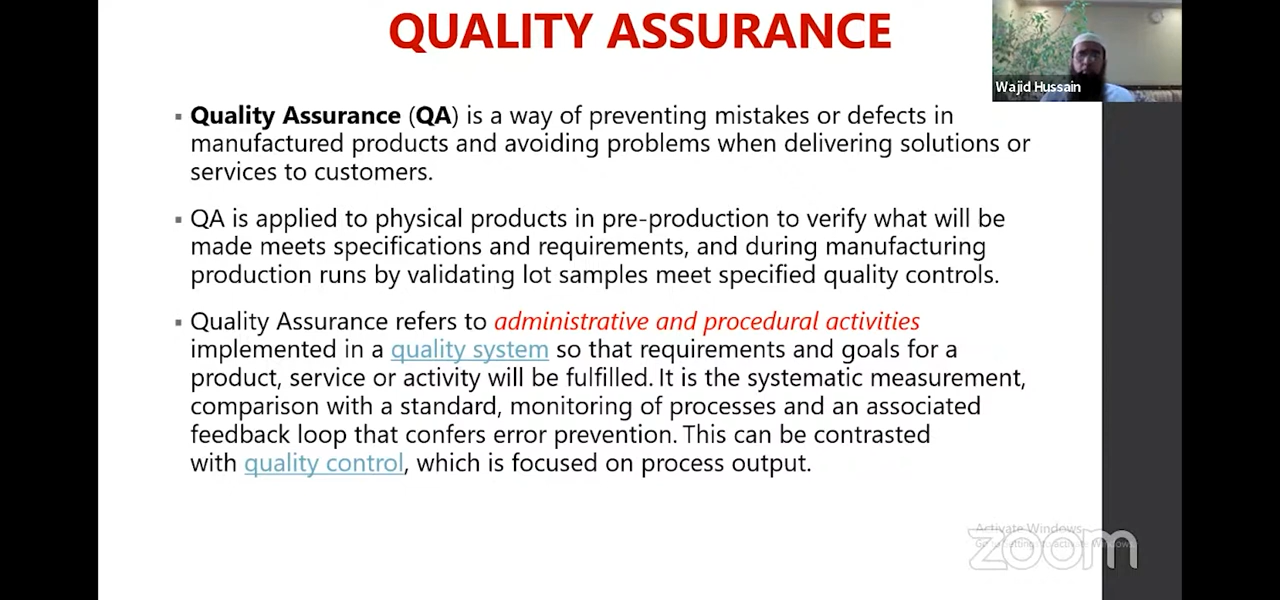 QUALITY ASSURANCE
Wajid Hussain
▪ Quality Assurance (QA) is a way of preventing mistakes or defects in
manufactured products and avoiding problems when delivering solutions or
services to customers.
▪ QA is applied to physical products in pre-production to verify what will be
made meets specifications and requirements, and during manufacturing
production runs by validating lot samples meet specified quality controls.
▪ Quality Assurance refers to administrative and procedural activities
implemented in a quality system so that requirements and goals for a
product, service or activity will be fulfilled. It is the systematic measurement,
comparison with a standard, monitoring of processes and an associated
feedback loop that confers error prevention. This can be contrasted
with quality control, which is focused on process output.
Activate Windows
zoom